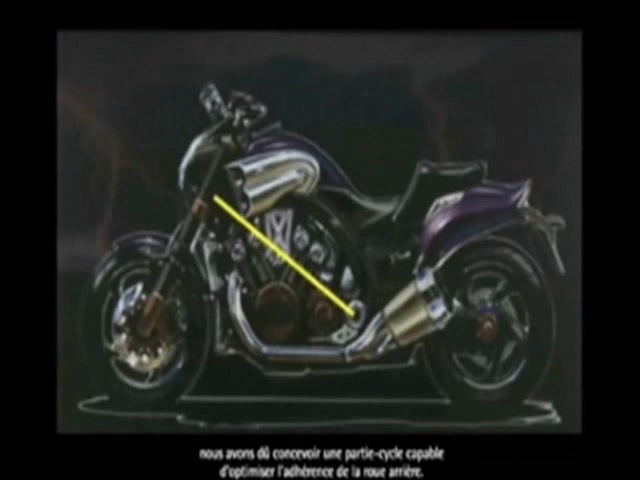 nous avons dû concevoir une partie-cycle capable
d'optimiser l'adhérence de la roue arrière.